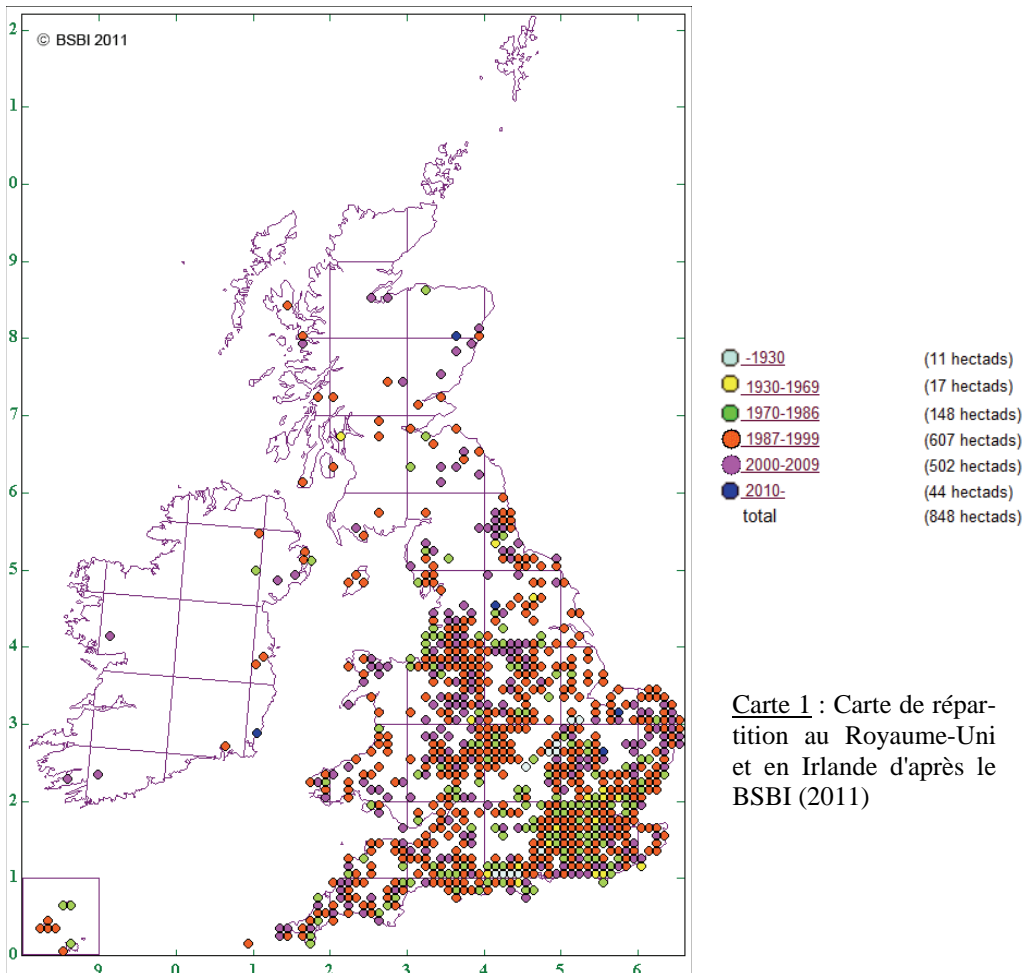 © BSBI 2011
2
1
0
9
8
7
6
5
4
3
2
1
0
9
0
1
2
3
4
5
6
-1930 (11 hectads)
1930-1969 (17 hectads)
1970-1986 (148 hectads)
1987-1999 (607 hectads)
2000-2009 (502 hectads)
2010- (44 hectads)
total (848 hectads)
Carte 1 : Carte de répar-
tition au Royaume-Uni
et en Irlande d'après le
BSBI (2011)